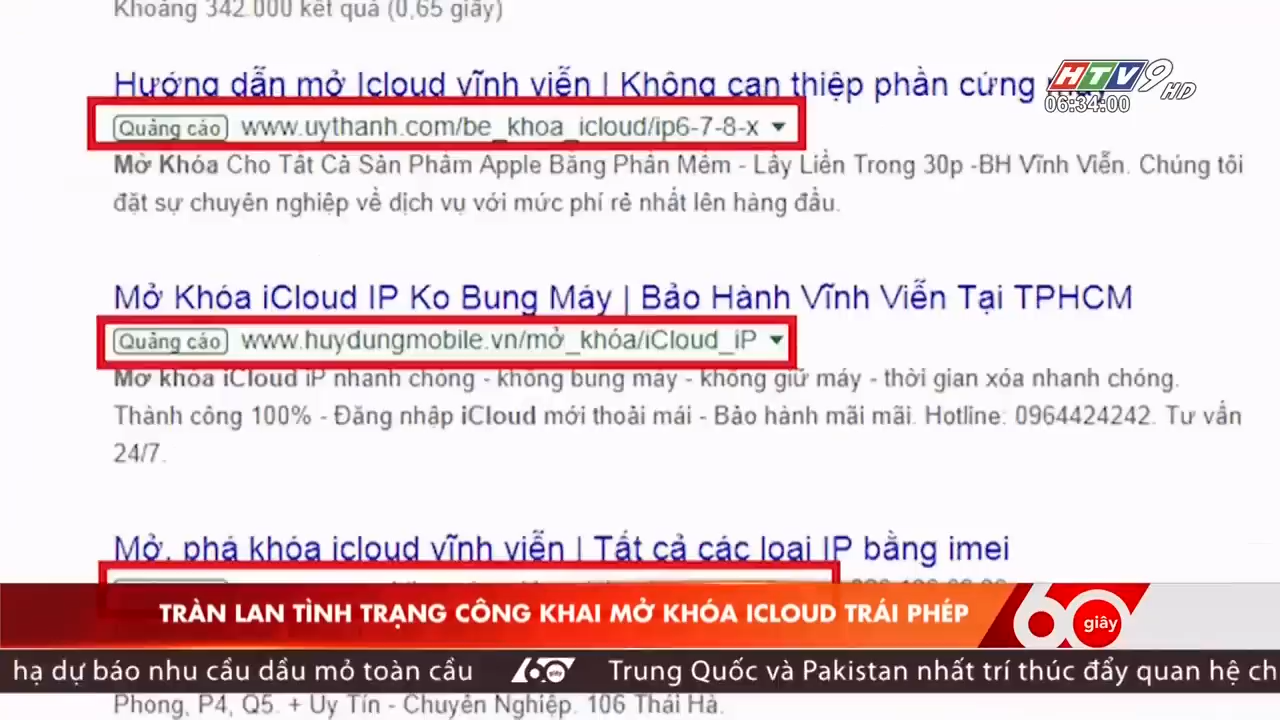 Khoảng 342.000 kết quả (0,65 giây)
Hướng dẫn mở Icloud vĩnh viễn | Không can thiệp phần cứng máy
HTV9 HD
06:34:00
Quảng cáo www.uythanh.com/be_khoa_icloud/ip6-7-8-x
Mở Khóa Cho Tất Cả Sản Phẩm Apple Bằng Phần Mềm - Lấy Liền Trong 30p -BH Vĩnh Viễn. Chúng tôi
đặt sự chuyên nghiệp về dịch vụ với mức phí rẻ nhất lên hàng đầu.
Mở Khóa iCloud IP Ko Bung Máy | Bảo Hành Vĩnh Viễn Tại TPHCM
Quảng cáo www.huydungmobile.vn/mở_khóa/iCloud_iP
Mở khóa iCloud iP nhanh chóng - không bung máy - không giữ máy - thời gian xóa nhanh chóng.
Thành công 100% - Đăng nhập iCloud mới thoải mái - Bảo hành mãi mãi. Hotline: 0964424242. Tư vấn
24/7.
Mở, phá khóa icloud vĩnh viễn | Tất cả các loại IP bằng imei
TRÀN LAN TÌNH TRẠNG CÔNG KHAI MỞ KHÓA ICLOUD TRÁI PHÉP
60 giây
hạ dự báo nhu cầu dầu mỏ toàn cầu 60 giây Trung Quốc và Pakistan nhất trí thúc đẩy quan hệ ch
Phong, P4, Q5. + Uy Tín - Chuyên Nghiệp. 106 Thái Hà.